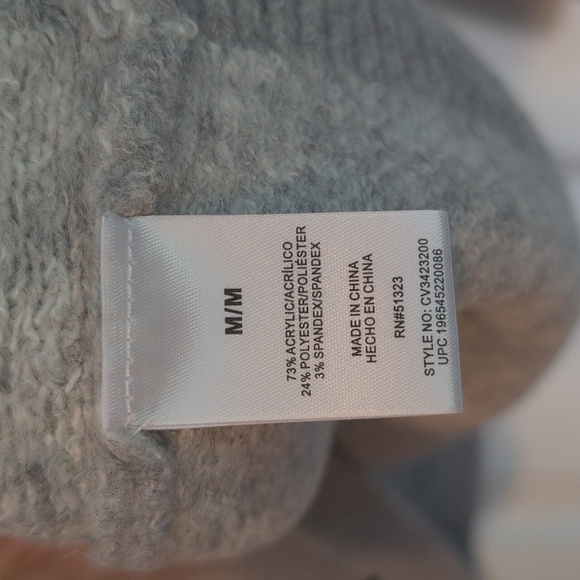 M/M
73% ACRYLIC/ACRÍLICO
24% POLYESTER/POLIÉSTER
3% SPANDEX/SPANDEX
MADE IN CHINA
HECHO EN CHINA
RN#51323
STYLE NO: CV3423200
UPC 196545220086